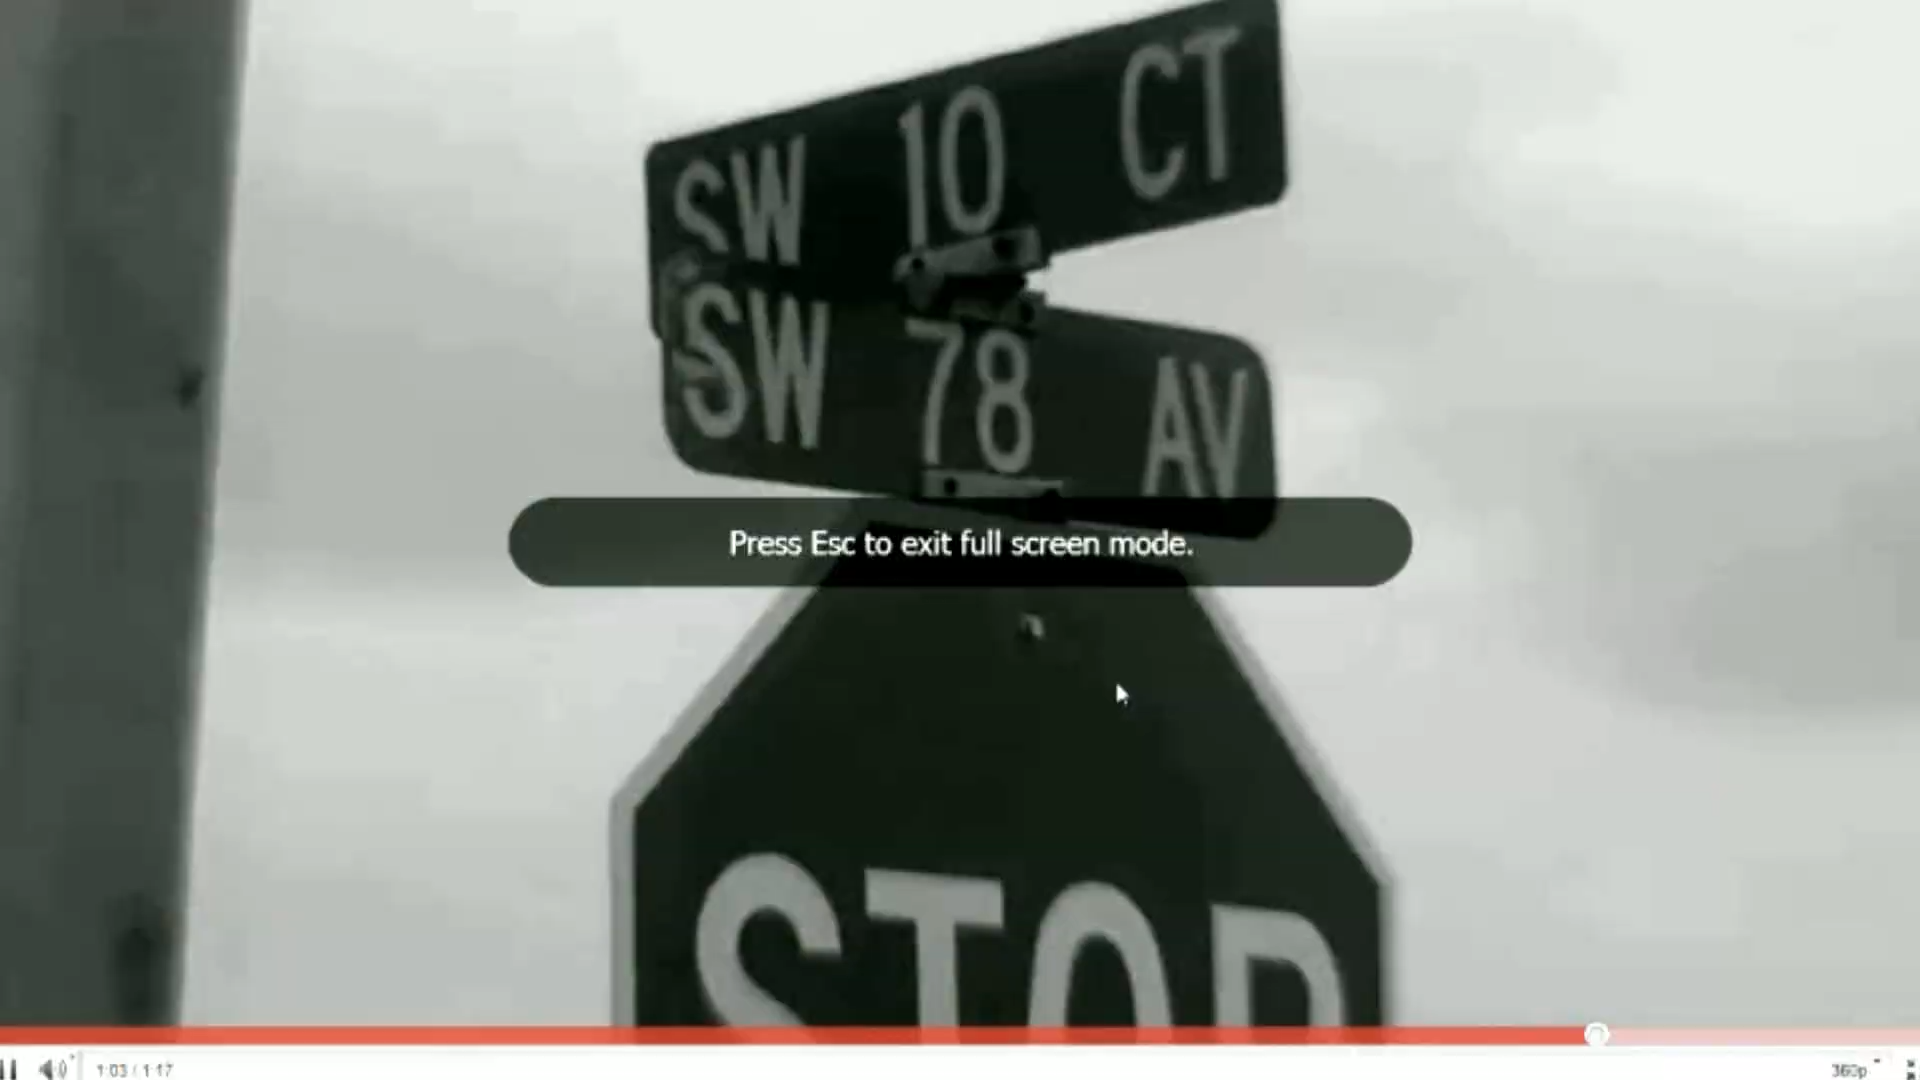 SW 10 CT
SW 78 AV
Press Esc to exit full screen mode.
STOP
1:03 / 1:17
360p